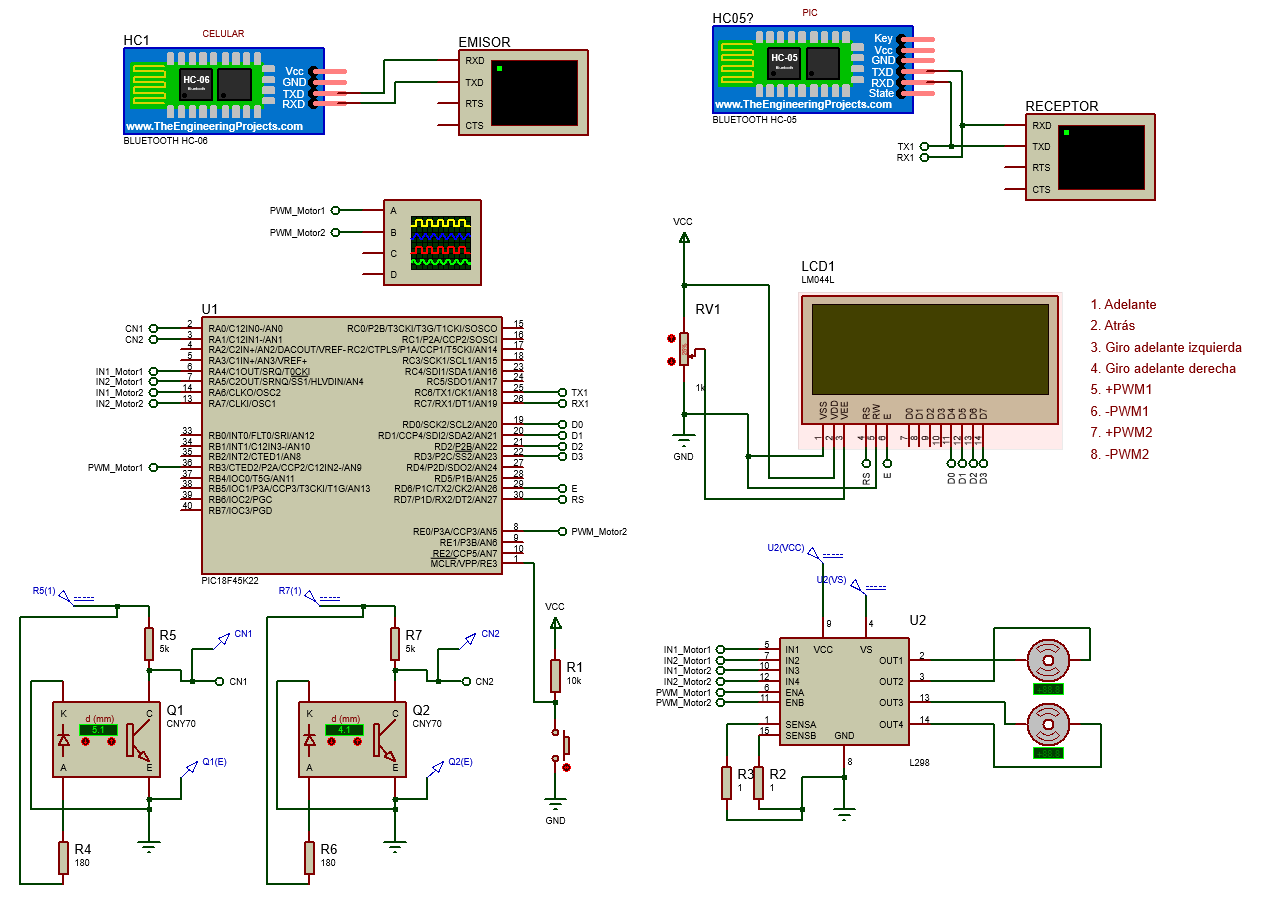 HC1
CELULAR
HC-06
Bluetooth
Vcc
GND
TXD
RXD
www.TheEngineeringProjects.com
BLUETOOTH HC-06
EMISOR
RXD
TXD
RTS
CTS
HC05?
PIC
HC-05
Bluetooth
Key
Vcc
GND
TXD
RXD
State
www.TheEngineeringProjects.com
BLUETOOTH HC-05
RECEPTOR
RXD
TXD
RTS
CTS
TX1
RX1
PWM_Motor1
PWM_Motor2
A
B
C
D
VCC
RV1
1k
GND
LCD1
LM044L
VSS
VDD
VEE
RS
RW
E
D0
D1
D2
D3
D4
D5
D6
D7
1
2
3
4
5
6
7
8
9
10
11
12
13
14
RS
E
D0
D1
D2
D3
1. Adelante
2. Atrás
3. Giro adelante izquierda
4. Giro adelante derecha
5. +PWM1
6. -PWM1
7. +PWM2
8. -PWM2
U1
CN1 2 RA0/C12IN0-/AN0
CN2 3 RA1/C12IN1-/AN1
4 RA2/C2IN+/AN2/DACOUT/VREF-
5 RA3/C1IN+/AN3/VREF+
IN1_Motor1 6 RA4/C1OUT/SRQ/T0CKI
IN2_Motor1 7 RA5/C2OUT/SRNQ/SS1/HLVDIN/AN4
IN1_Motor2 14 RA6/CLKO/OSC2
IN2_Motor2 13 RA7/CLKI/OSC1
33 RB0/INT0/FLT0/SRI/AN12
34 RB1/INT1/C12IN3-/AN10
35 RB2/INT2/CTED1/AN8
PWM_Motor1 36 RB3/CTED2/P2A/CCP2/C12IN2-/AN9
37 RB4/IOC0/T5G/AN11
38 RB5/IOC1/P3A/CCP3/T3CKI/T1G/AN13
39 RB6/IOC2/PGC
40 RB7/IOC3/PGD
RC0/P2B/T3CKI/T3G/T1CKI/SOSCO 15
RC1/P2A/CCP2/SOSCI 16
RC2/CTPLS/P1A/CCP1/T5CKI/AN14 17
RC3/SCK1/SCL1/AN15 18
RC4/SDI1/SDA1/AN16 23
RC5/SDO1/AN17 24
RC6/TX1/CK1/AN18 25 TX1
RC7/RX1/DT1/AN19 26 RX1
RD0/SCK2/SCL2/AN20 19 D0
RD1/CCP4/SDI2/SDA2/AN21 20 D1
RD2/P2B/AN22 21 D2
RD3/P2C/SS2/AN23 22 D3
RD4/P2D/SDO2/AN24 27
RD5/P1B/AN25 28
RD6/P1C/TX2/CK2/AN26 29 E
RD7/P1D/RX2/DT2/AN27 30 RS
RE0/P3A/CCP3/AN5 8 PWM_Motor2
RE1/P3B/AN6 9
RE2/CCP5/AN7 10
MCLR/VPP/RE3 1
PIC18F45K22
R5(1)
R5
5k
CN1
CN1
Q1
CNY70
K
C
d (mm)
5.1
A
E
Q1(E)
R4
180
R7(1)
R7
5k
CN2
CN2
Q2
CNY70
K
C
d (mm)
4.1
A
E
Q2(E)
R6
180
VCC
R1
10k
GND
U2(VCC)
U2(VS)
U2
9
4
VCC
VS
IN1_Motor1 5 IN1
IN2_Motor1 7 IN2
IN1_Motor2 10 IN3
IN2_Motor2 12 IN4
PWM_Motor1 6 ENA
PWM_Motor2 11 ENB
1 SENSA
15 SENSB
GND
8
OUT1 2
OUT2 3
OUT3 13
OUT4 14
L298
R3
1
R2
1